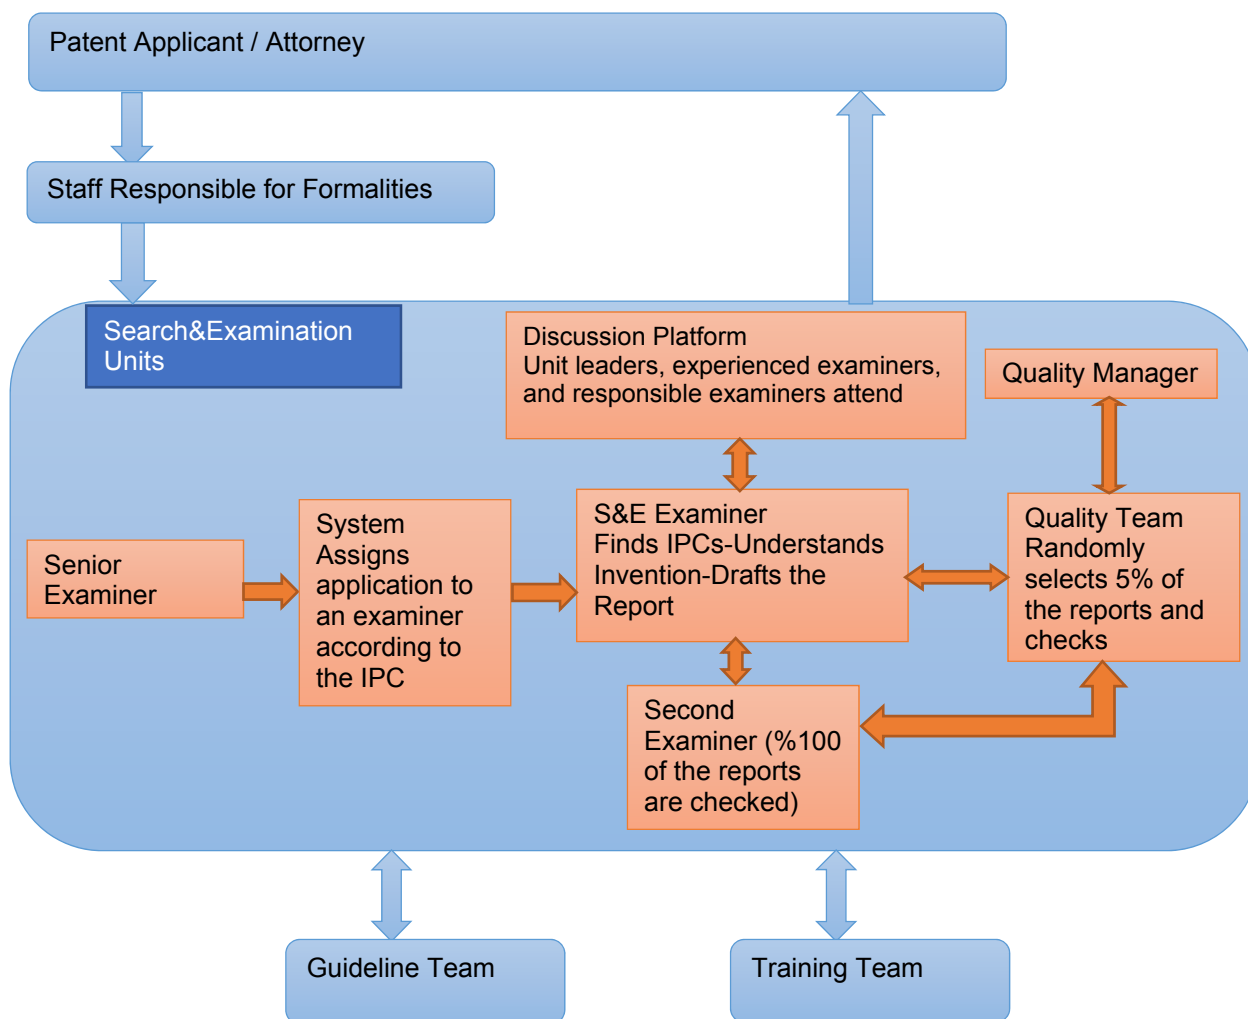 Patent Applicant / Attorney
Staff Responsible for Formalities
Search&Examination
Units
Discussion Platform
Unit leaders, experienced examiners,
and responsible examiners attend
Quality Manager
Senior
Examiner
System
Assigns
application to
an examiner
according to
the IPC
S&E Examiner
Finds IPCs-Understands
Invention-Drafts the
Report
Quality Team
Randomly
selects 5% of
the reports and
checks
Second
Examiner (%100
of the reports
are checked)
Guideline Team
Training Team